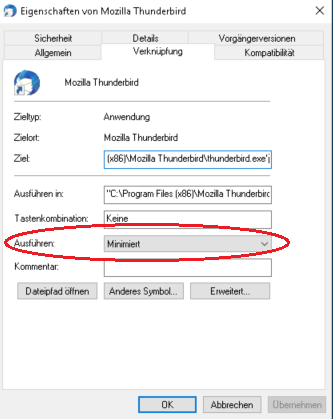 Eigenschaften von Mozilla Thunderbird
Sicherheit Details Vorgängerversionen
Allgemein Verknüpfung Kompatibilität
Mozilla Thunderbird
Zieltyp: Anwendung
Zielort: Mozilla Thunderbird
Ziel: (x86)\Mozilla Thunderbird\thunderbird.exe"
Ausführen in: "C:\Program Files (x86)\Mozilla Thunderbird
Tastenkombination: Keine
Ausführen: Minimiert
Kommentar:
Dateipfad öffnen Anderes Symbol... Erweitert...
OK Abbrechen Übernehmen